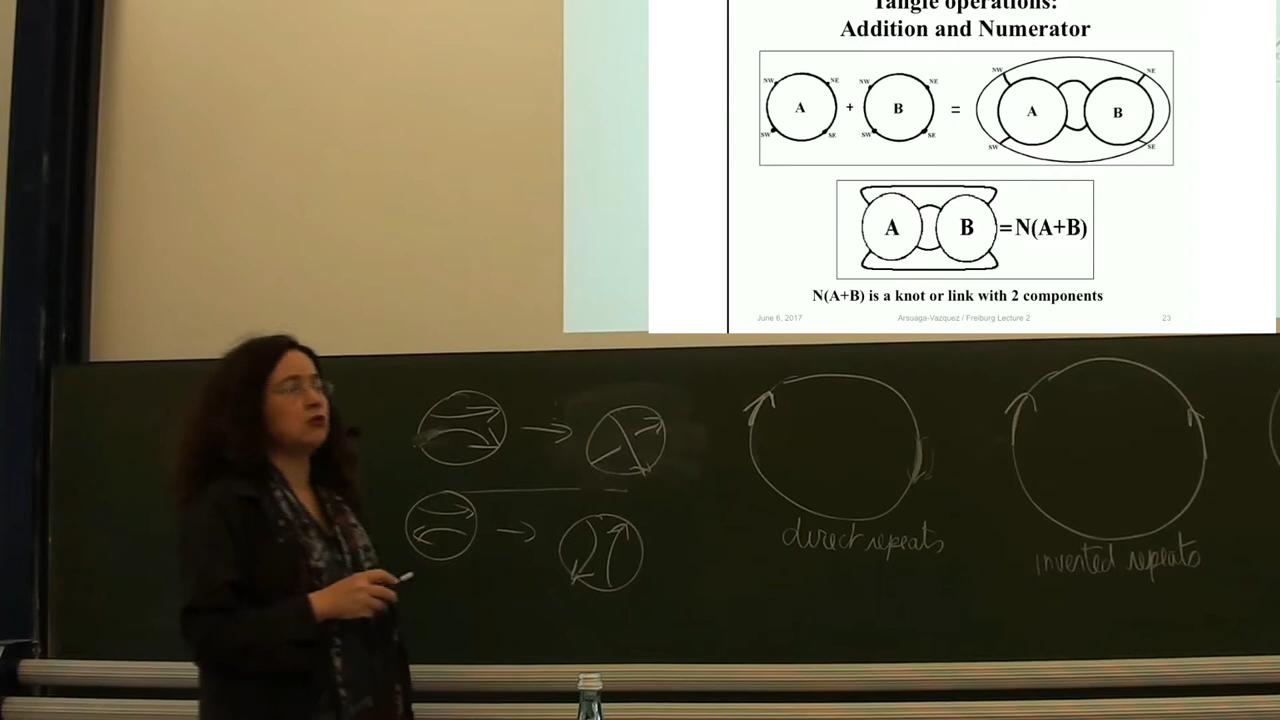 Tangle operations:
Addition and Numerator
NW NE NW NE NW NE
A + B = A B
SW SE SW SE SW SE
A B =N(A+B)
N(A+B) is a knot or link with 2 components
June 6, 2017 Arsuaga-Vazquez / Freiburg Lecture 2 23
direct repeats
inverted repeats